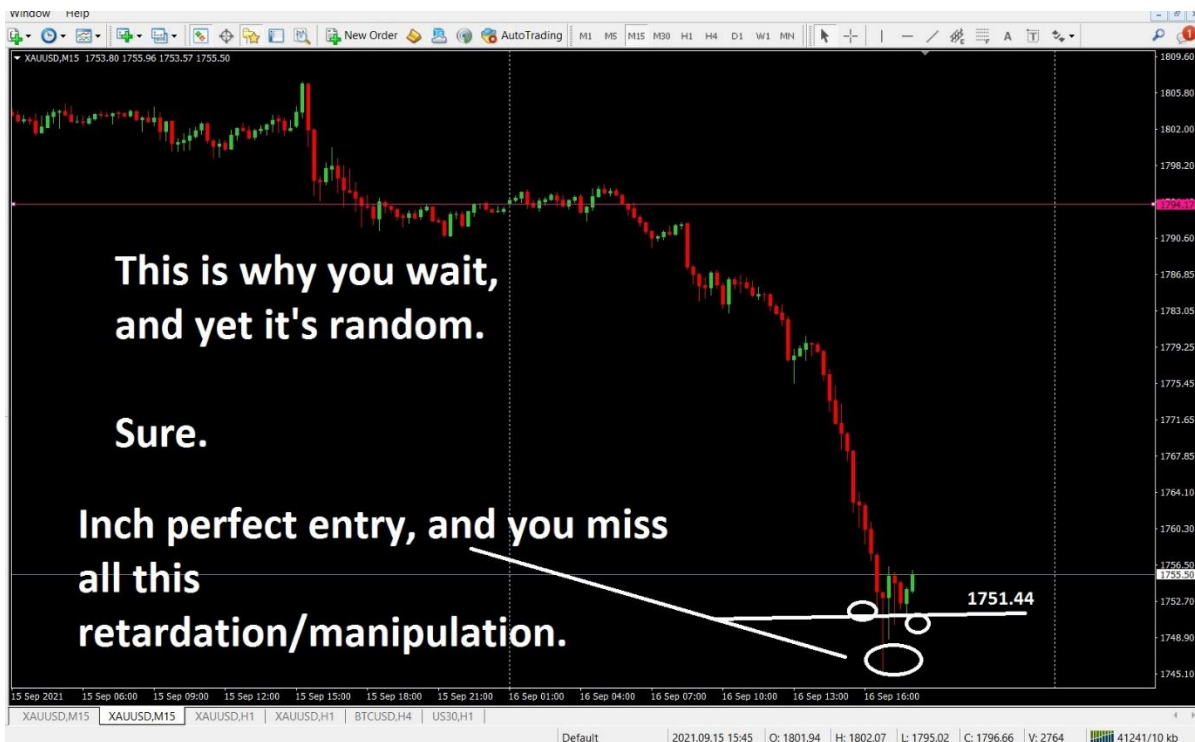 Window Help
New Order AutoTrading M1 M5 M15 M30 H1 H4 D1 W1 MN A T
XAUUSD,M15 1753.80 1755.96 1753.57 1755.50
1809.60
1805.80
1802.00
1798.20
1794.17
1790.60
1786.85
1783.05
1779.25
1775.45
1771.65
1767.85
1764.10
1760.30
1756.50
1755.50
1752.70
1748.90
1745.10
This is why you wait,
and yet it's random.
Sure.
Inch perfect entry, and you miss
all this
retardation/manipulation.
1751.44
15 Sep 2021 15 Sep 06:00 15 Sep 09:00 15 Sep 12:00 15 Sep 15:00 15 Sep 18:00 15 Sep 21:00 16 Sep 01:00 16 Sep 04:00 16 Sep 07:00 16 Sep 10:00 16 Sep 13:00 16 Sep 16:00
XAUUSD,M15 XAUUSD,M15 XAUUSD,H1 XAUUSD,H1 BTCUSD,H4 US30,H1
Default 2021.09.15 15:45 O: 1801.94 H: 1802.07 L: 1795.02 C: 1796.66 V: 2764 41241/10 kb